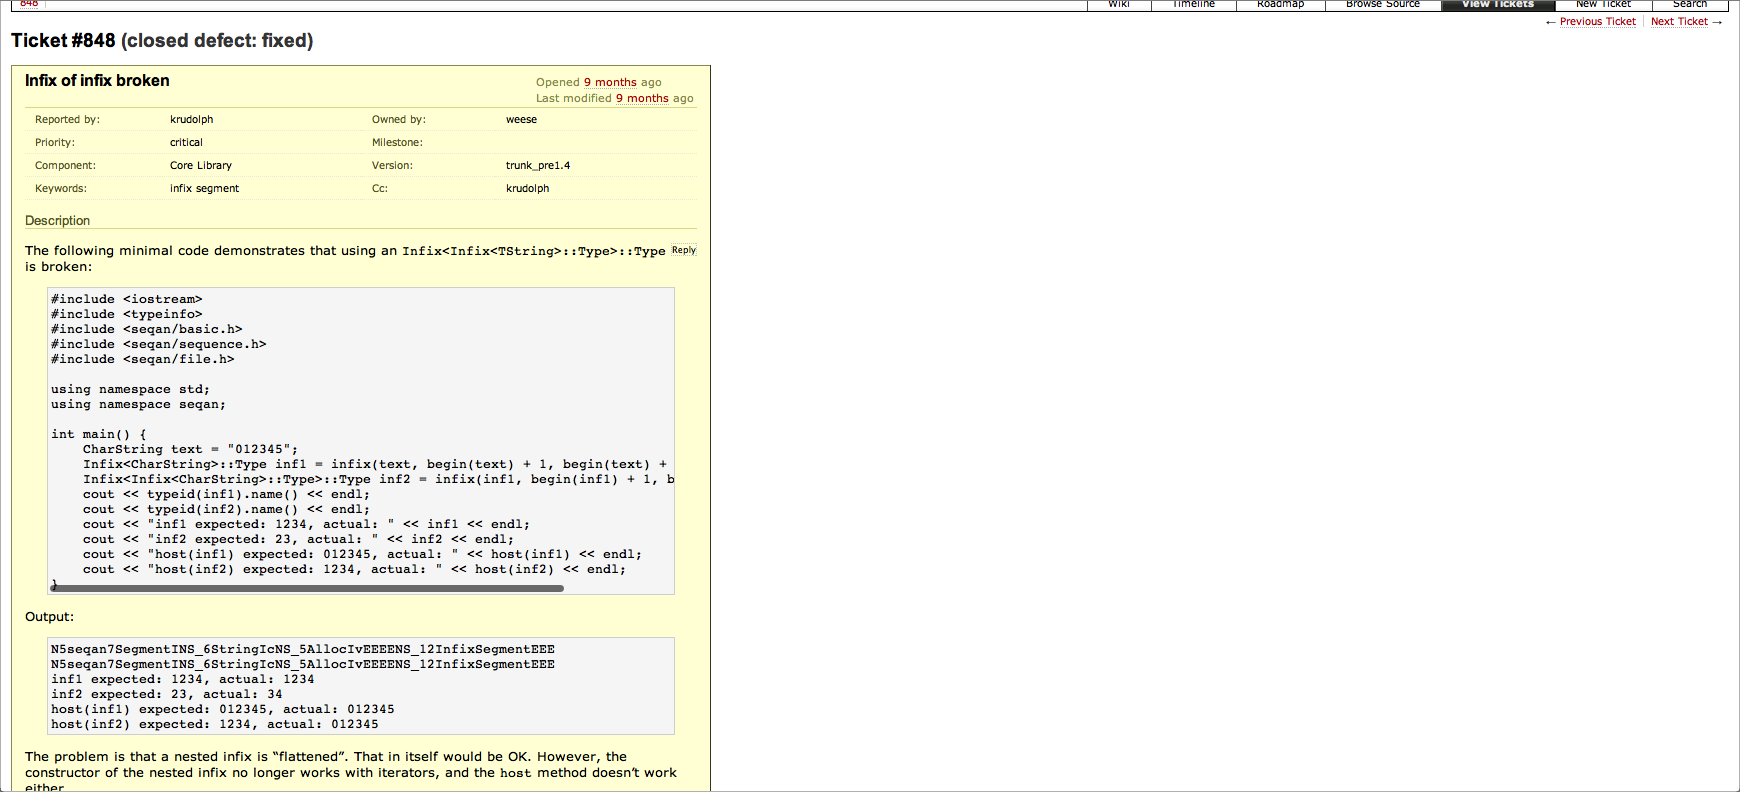 848
Wiki Timeline Roadmap Browse Source View Tickets New Ticket Search
← Previous Ticket Next Ticket →
Ticket #848 (closed defect: fixed)
Infix of infix broken
Opened 9 months ago
Last modified 9 months ago
Reported by: krudolph Owned by: weese
Priority: critical Milestone:
Component: Core Library Version: trunk_pre1.4
Keywords: infix segment Cc: krudolph
Description
The following minimal code demonstrates that using an Infix<Infix<TString>::Type>::Type Reply
is broken:
#include <iostream>
#include <typeinfo>
#include <seqan/basic.h>
#include <seqan/sequence.h>
#include <seqan/file.h>
using namespace std;
using namespace seqan;
int main() {
CharString text = "012345";
Infix<CharString>::Type inf1 = infix(text, begin(text) + 1, begin(text) +
Infix<Infix<CharString>::Type>::Type inf2 = infix(inf1, begin(inf1) + 1, b
cout << typeid(inf1).name() << endl;
cout << typeid(inf2).name() << endl;
cout << "inf1 expected: 1234, actual: " << inf1 << endl;
cout << "inf2 expected: 23, actual: " << inf2 << endl;
cout << "host(inf1) expected: 012345, actual: " << host(inf1) << endl;
cout << "host(inf2) expected: 1234, actual: " << host(inf2) << endl;
}
Output:
N5seqan7SegmentINS_6StringIcNS_5AllocIvEEEENS_12InfixSegmentEEE
N5seqan7SegmentINS_6StringIcNS_5AllocIvEEEENS_12InfixSegmentEEE
inf1 expected: 1234, actual: 1234
inf2 expected: 23, actual: 34
host(inf1) expected: 012345, actual: 012345
host(inf2) expected: 1234, actual: 012345
The problem is that a nested infix is “flattened”. That in itself would be OK. However, the
constructor of the nested infix no longer works with iterators, and the host method doesn’t work
either.